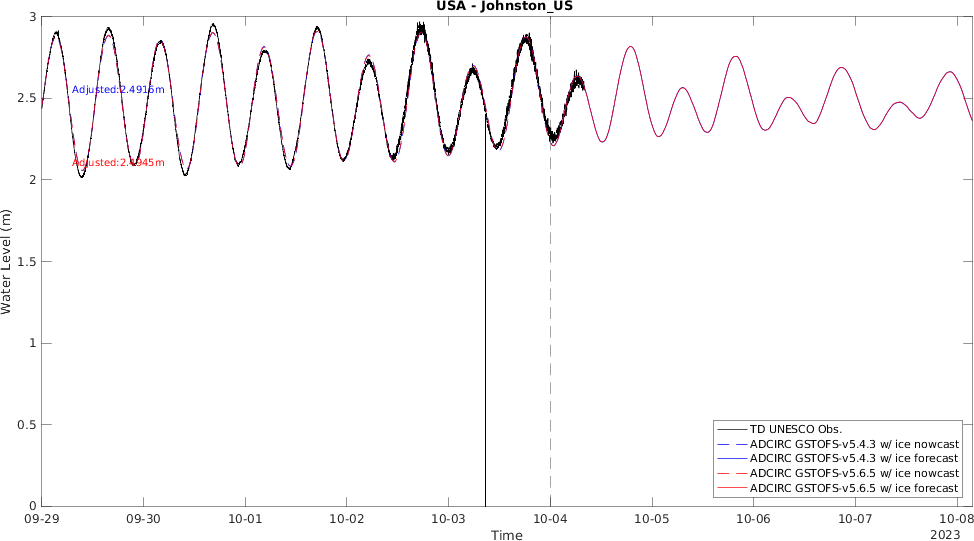 USA - Johnston_US
3
2.5
2
1.5
1
0.5
0
Water Level (m)
Adjusted:2.4916m
Adjusted:2.4945m
TD UNESCO Obs.
ADCIRC GSTOFS-v5.4.3 w/ ice nowcast
ADCIRC GSTOFS-v5.4.3 w/ ice forecast
ADCIRC GSTOFS-v5.6.5 w/ ice nowcast
ADCIRC GSTOFS-v5.6.5 w/ ice forecast
09-29 09-30 10-01 10-02 10-03 10-04 10-05 10-06 10-07 10-08
Time
2023